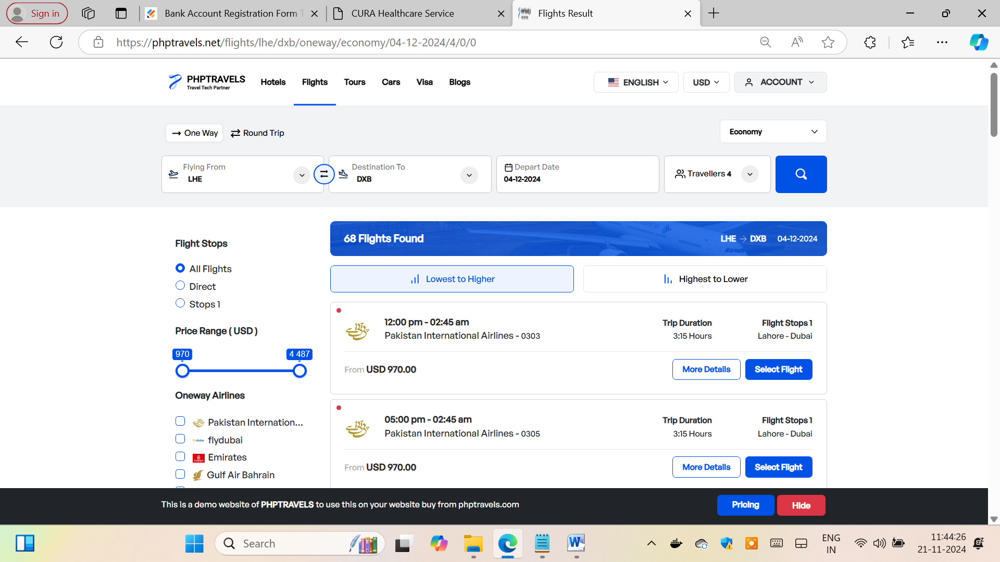 Sign in
Bank Account Registration Form
CURA Healthcare Service
Flights Result
https://phptravels.net/flights/lhe/dxb/oneway/economy/04-12-2024/4/0/0
PHPTRAVELS
Travel Tech Partner
Hotels
Flights
Tours
Cars
Visa
Blogs
ENGLISH
USD
ACCOUNT
One Way
Round Trip
Economy
Flying From
LHE
Destination To
DXB
Depart Date
04-12-2024
Travellers 4
Flight Stops
All Flights
Direct
Stops 1
Price Range ( USD )
970
4 487
Oneway Airlines
Pakistan Internation...
flydubai
Emirates
Gulf Air Bahrain
68 Flights Found
LHE → DXB 04-12-2024
Lowest to Higher
Highest to Lower
12:00 pm - 02:45 am
Pakistan International Airlines - 0303
Trip Duration
3:15 Hours
Flight Stops 1
Lahore - Dubai
From USD 970.00
More Details
Select Flight
05:00 pm - 02:45 am
Pakistan International Airlines - 0305
Trip Duration
3:15 Hours
Flight Stops 1
Lahore - Dubai
From USD 970.00
More Details
Select Flight
This is a demo website of PHPTRAVELS to use this on your website buy from phptravels.com
Pricing
Hide
Search
ENG
IN
11:44:26
21-11-2024